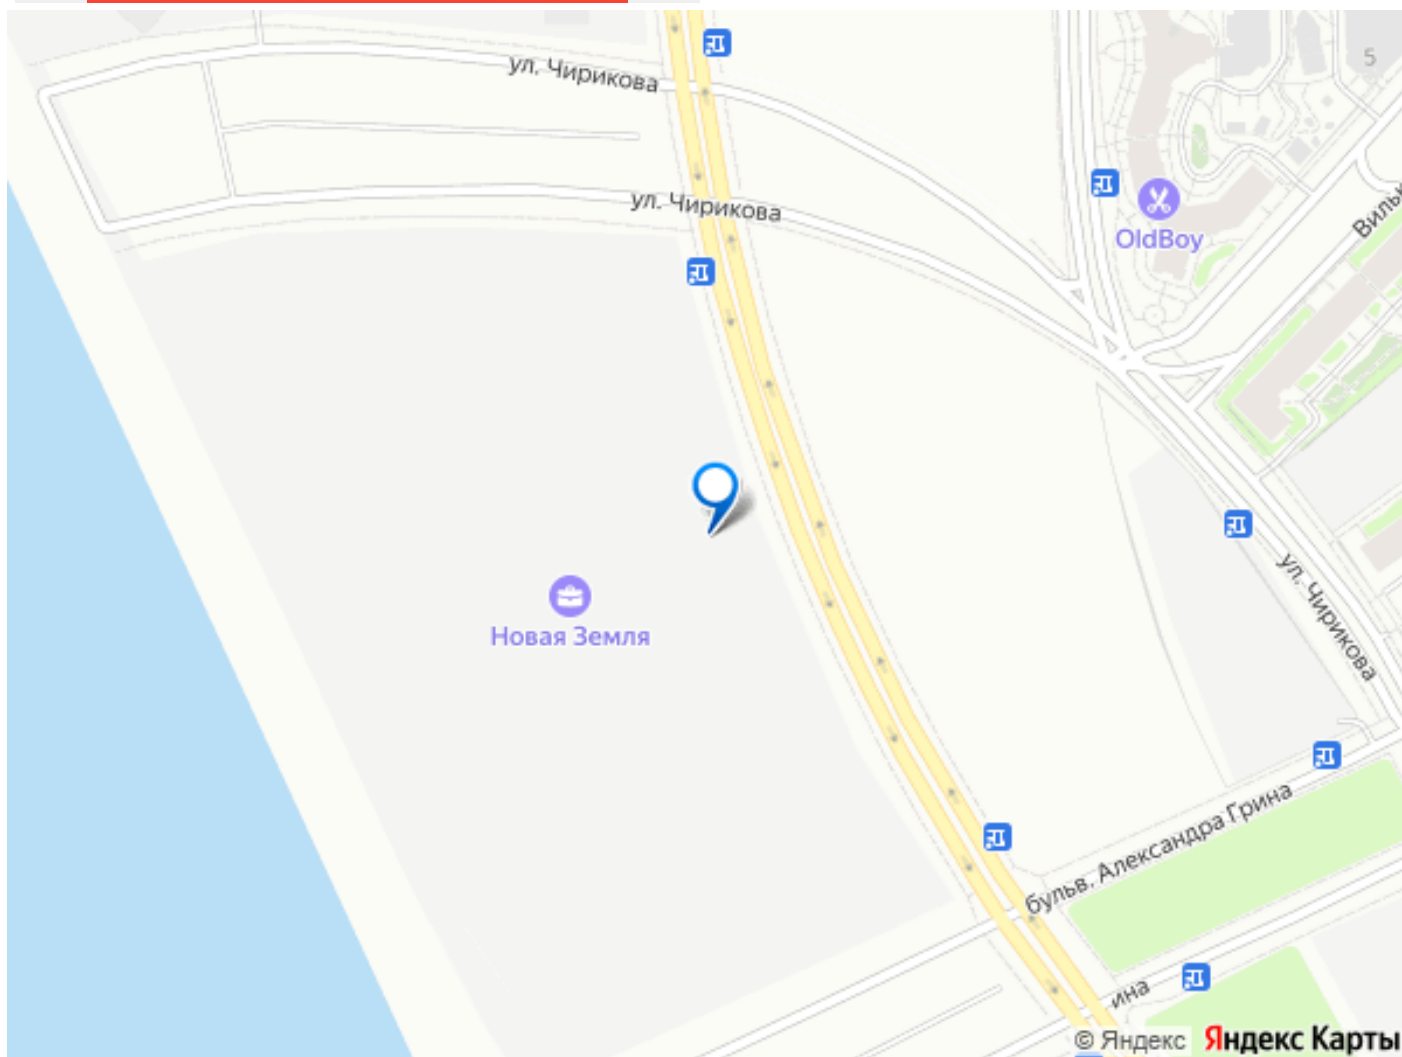 ул. Чирикова
5
ул. Чирикова
OldBoy
Новая Земля
ул. Чирикова
бульв. Александра Грина
ина
© Яндекс Яндекс Карты